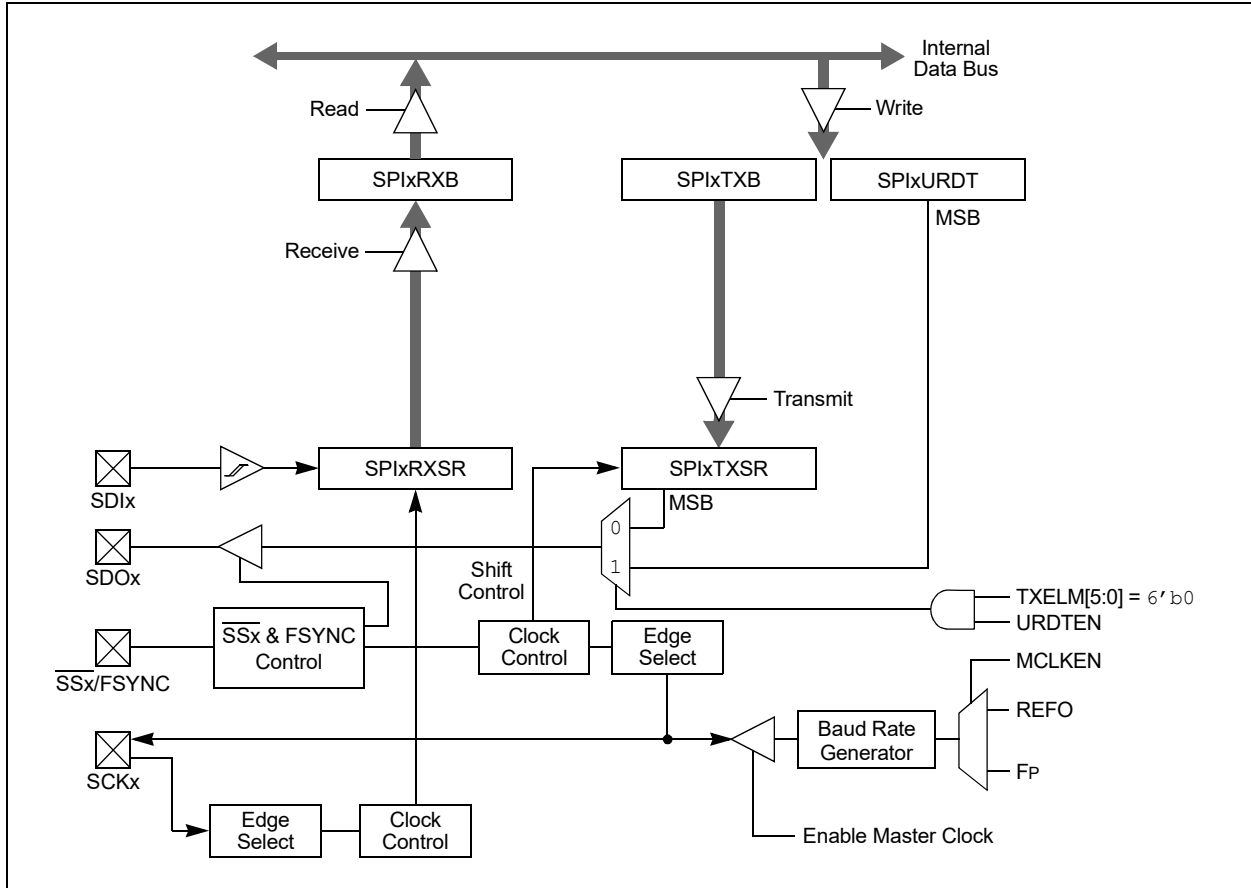 Internal
Data Bus
Read
Write
SPIxRXB
SPIxTXB
SPIxURDT
MSB
Receive
Transmit
SPIxRXSR
SPIxTXSR
SDIx
MSB
0
SDOx
1
Shift
Control
TXELM[5:0] = 6’b0
URDTEN
S̅S̅x̅ & FSYNC
Control
Clock
Control
Edge
Select
S̅S̅x̅/FSYNC
MCLKEN
REFO
Baud Rate
Generator
FP
SCKx
Edge
Select
Clock
Control
Enable Master Clock